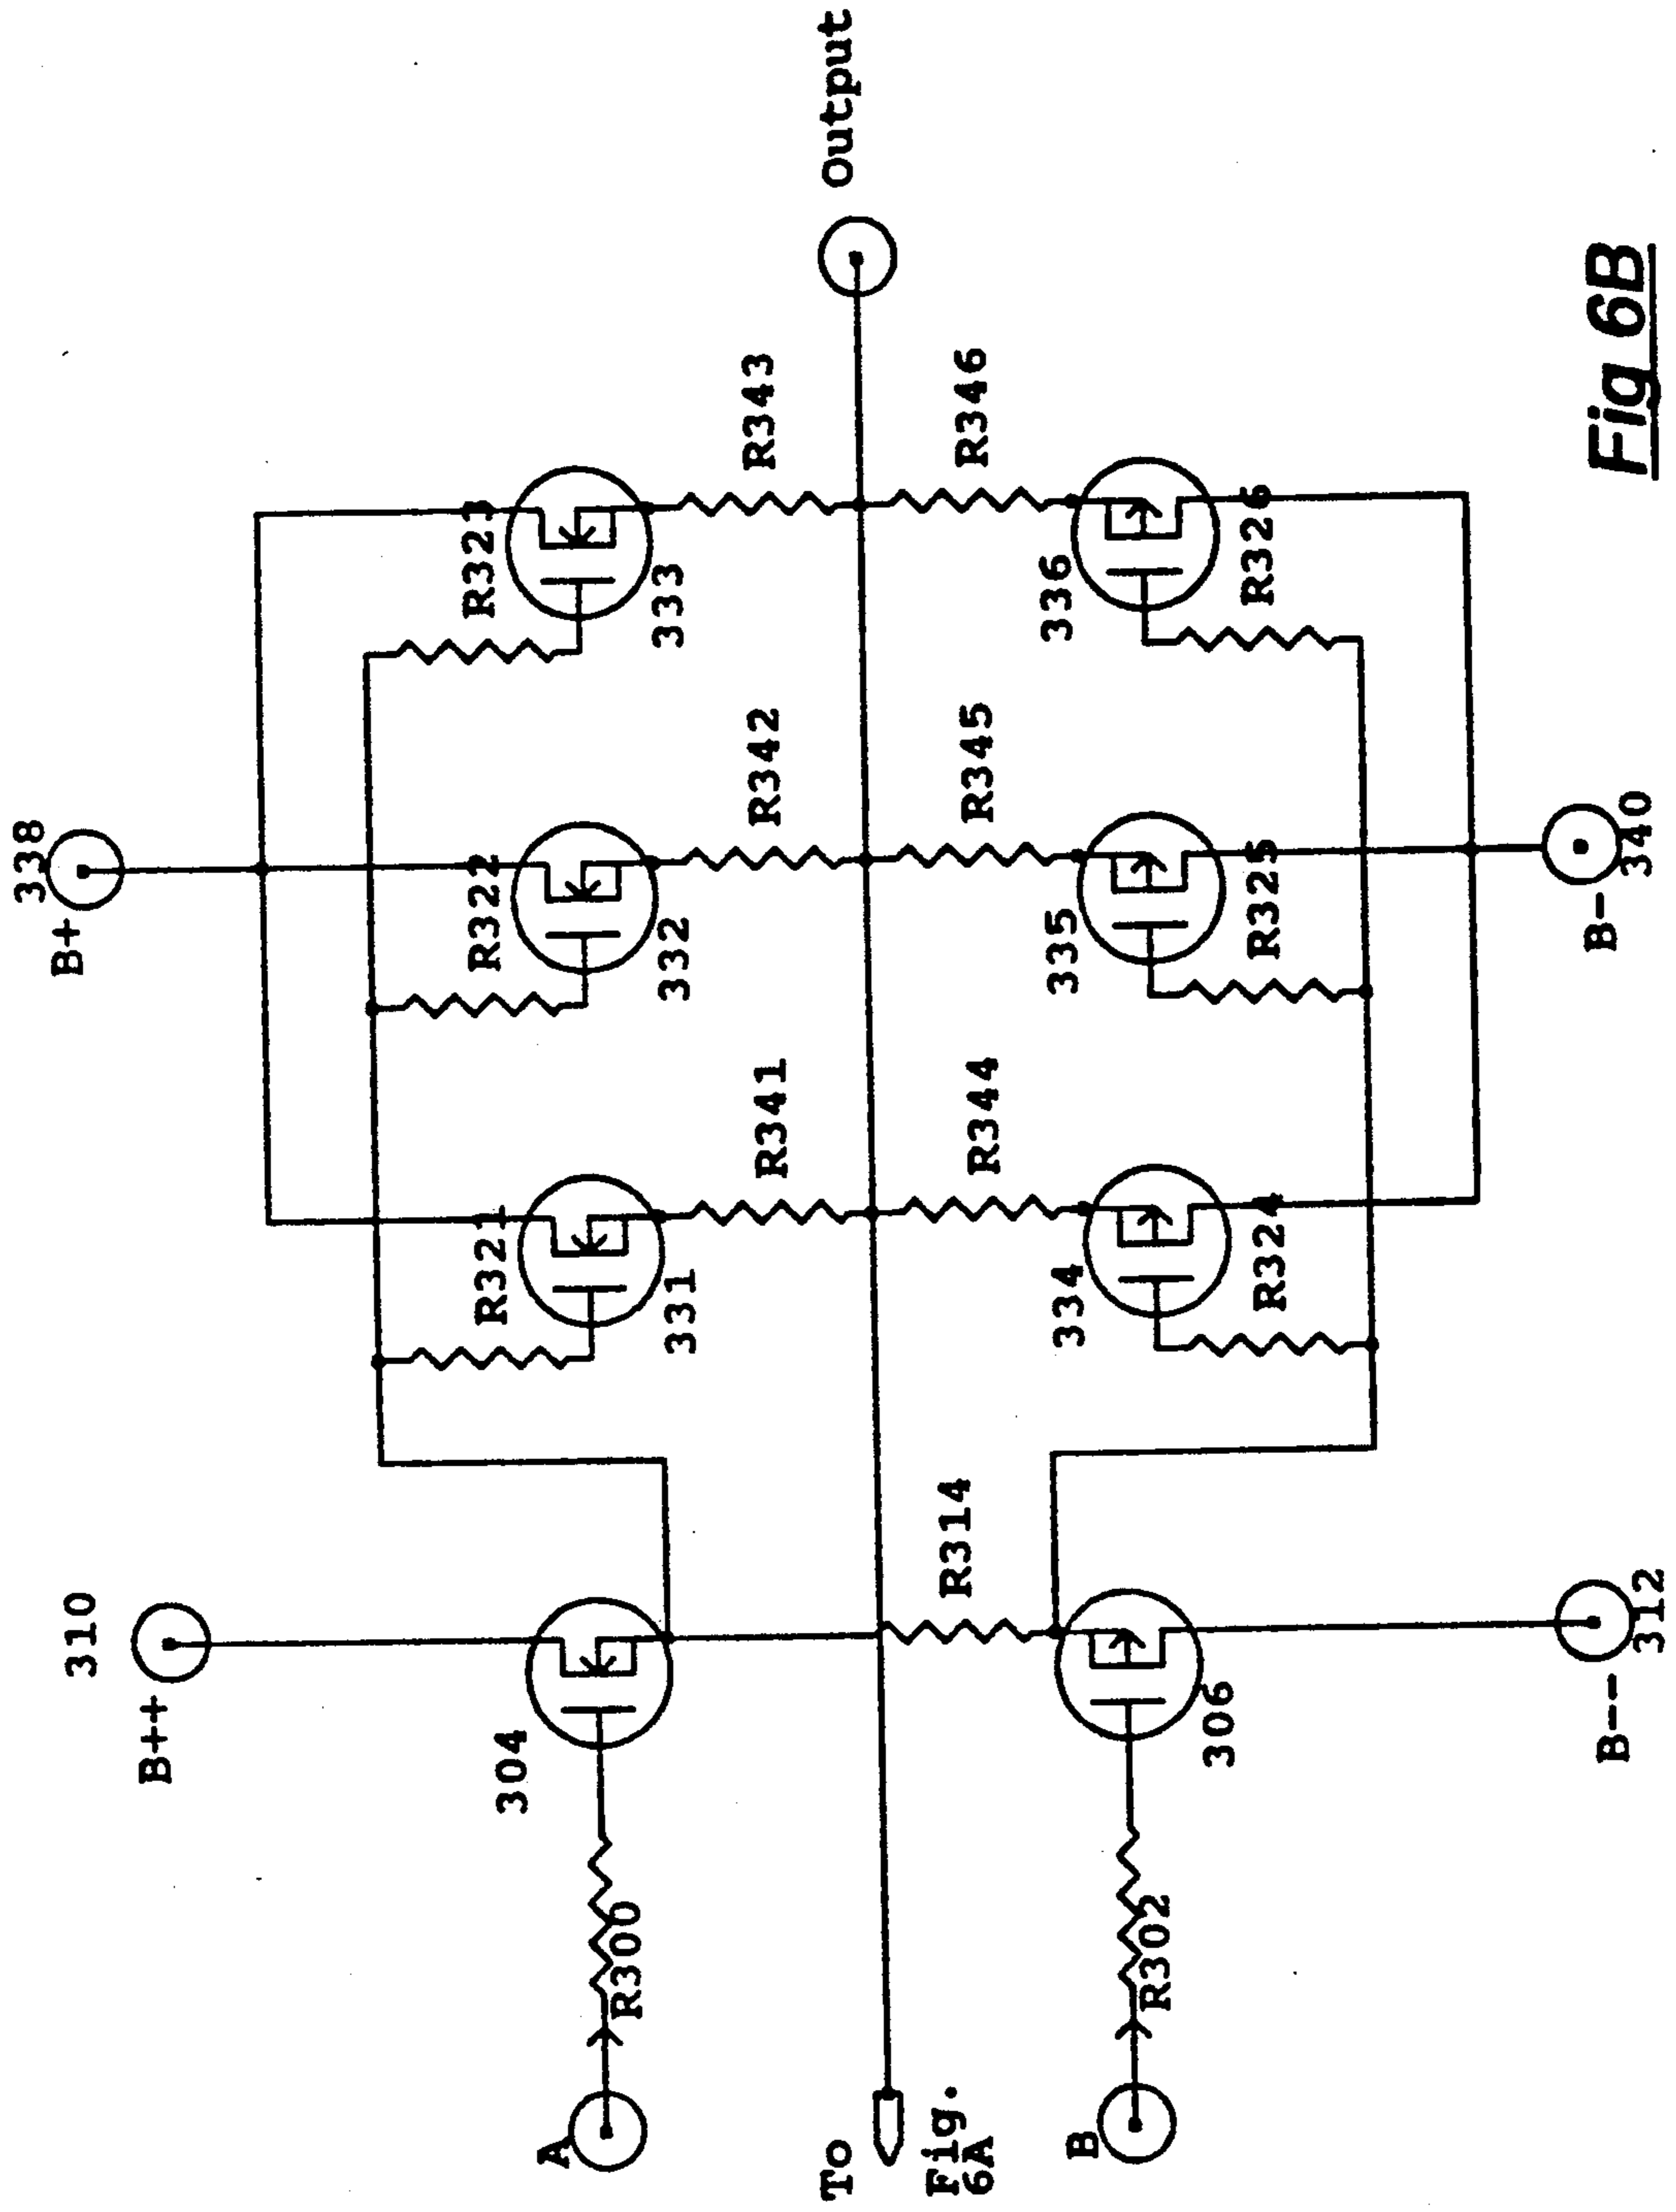 338
B+
310
B++
R321
R322
R323
304
331
332
333
R300
A
R341
R342
R343
Output
To
Fig.
6A
R314
R344
R345
R346
334
335
336
B
R302
306
R324
R325
R326
B-
340
B--
312
Fig 6B